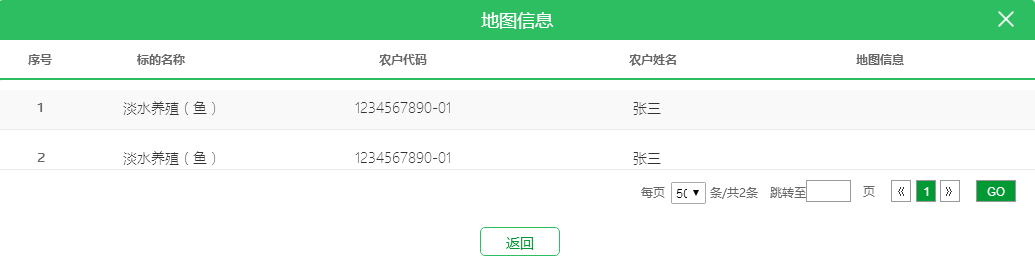 地图信息
序号 标的名称 农户代码 农户姓名 地图信息
1 淡水养殖（鱼） 1234567890-01 张三
2 淡水养殖（鱼） 1234567890-01 张三
每页 50 条/共2条 跳转至 页 《 1 》 GO
返回